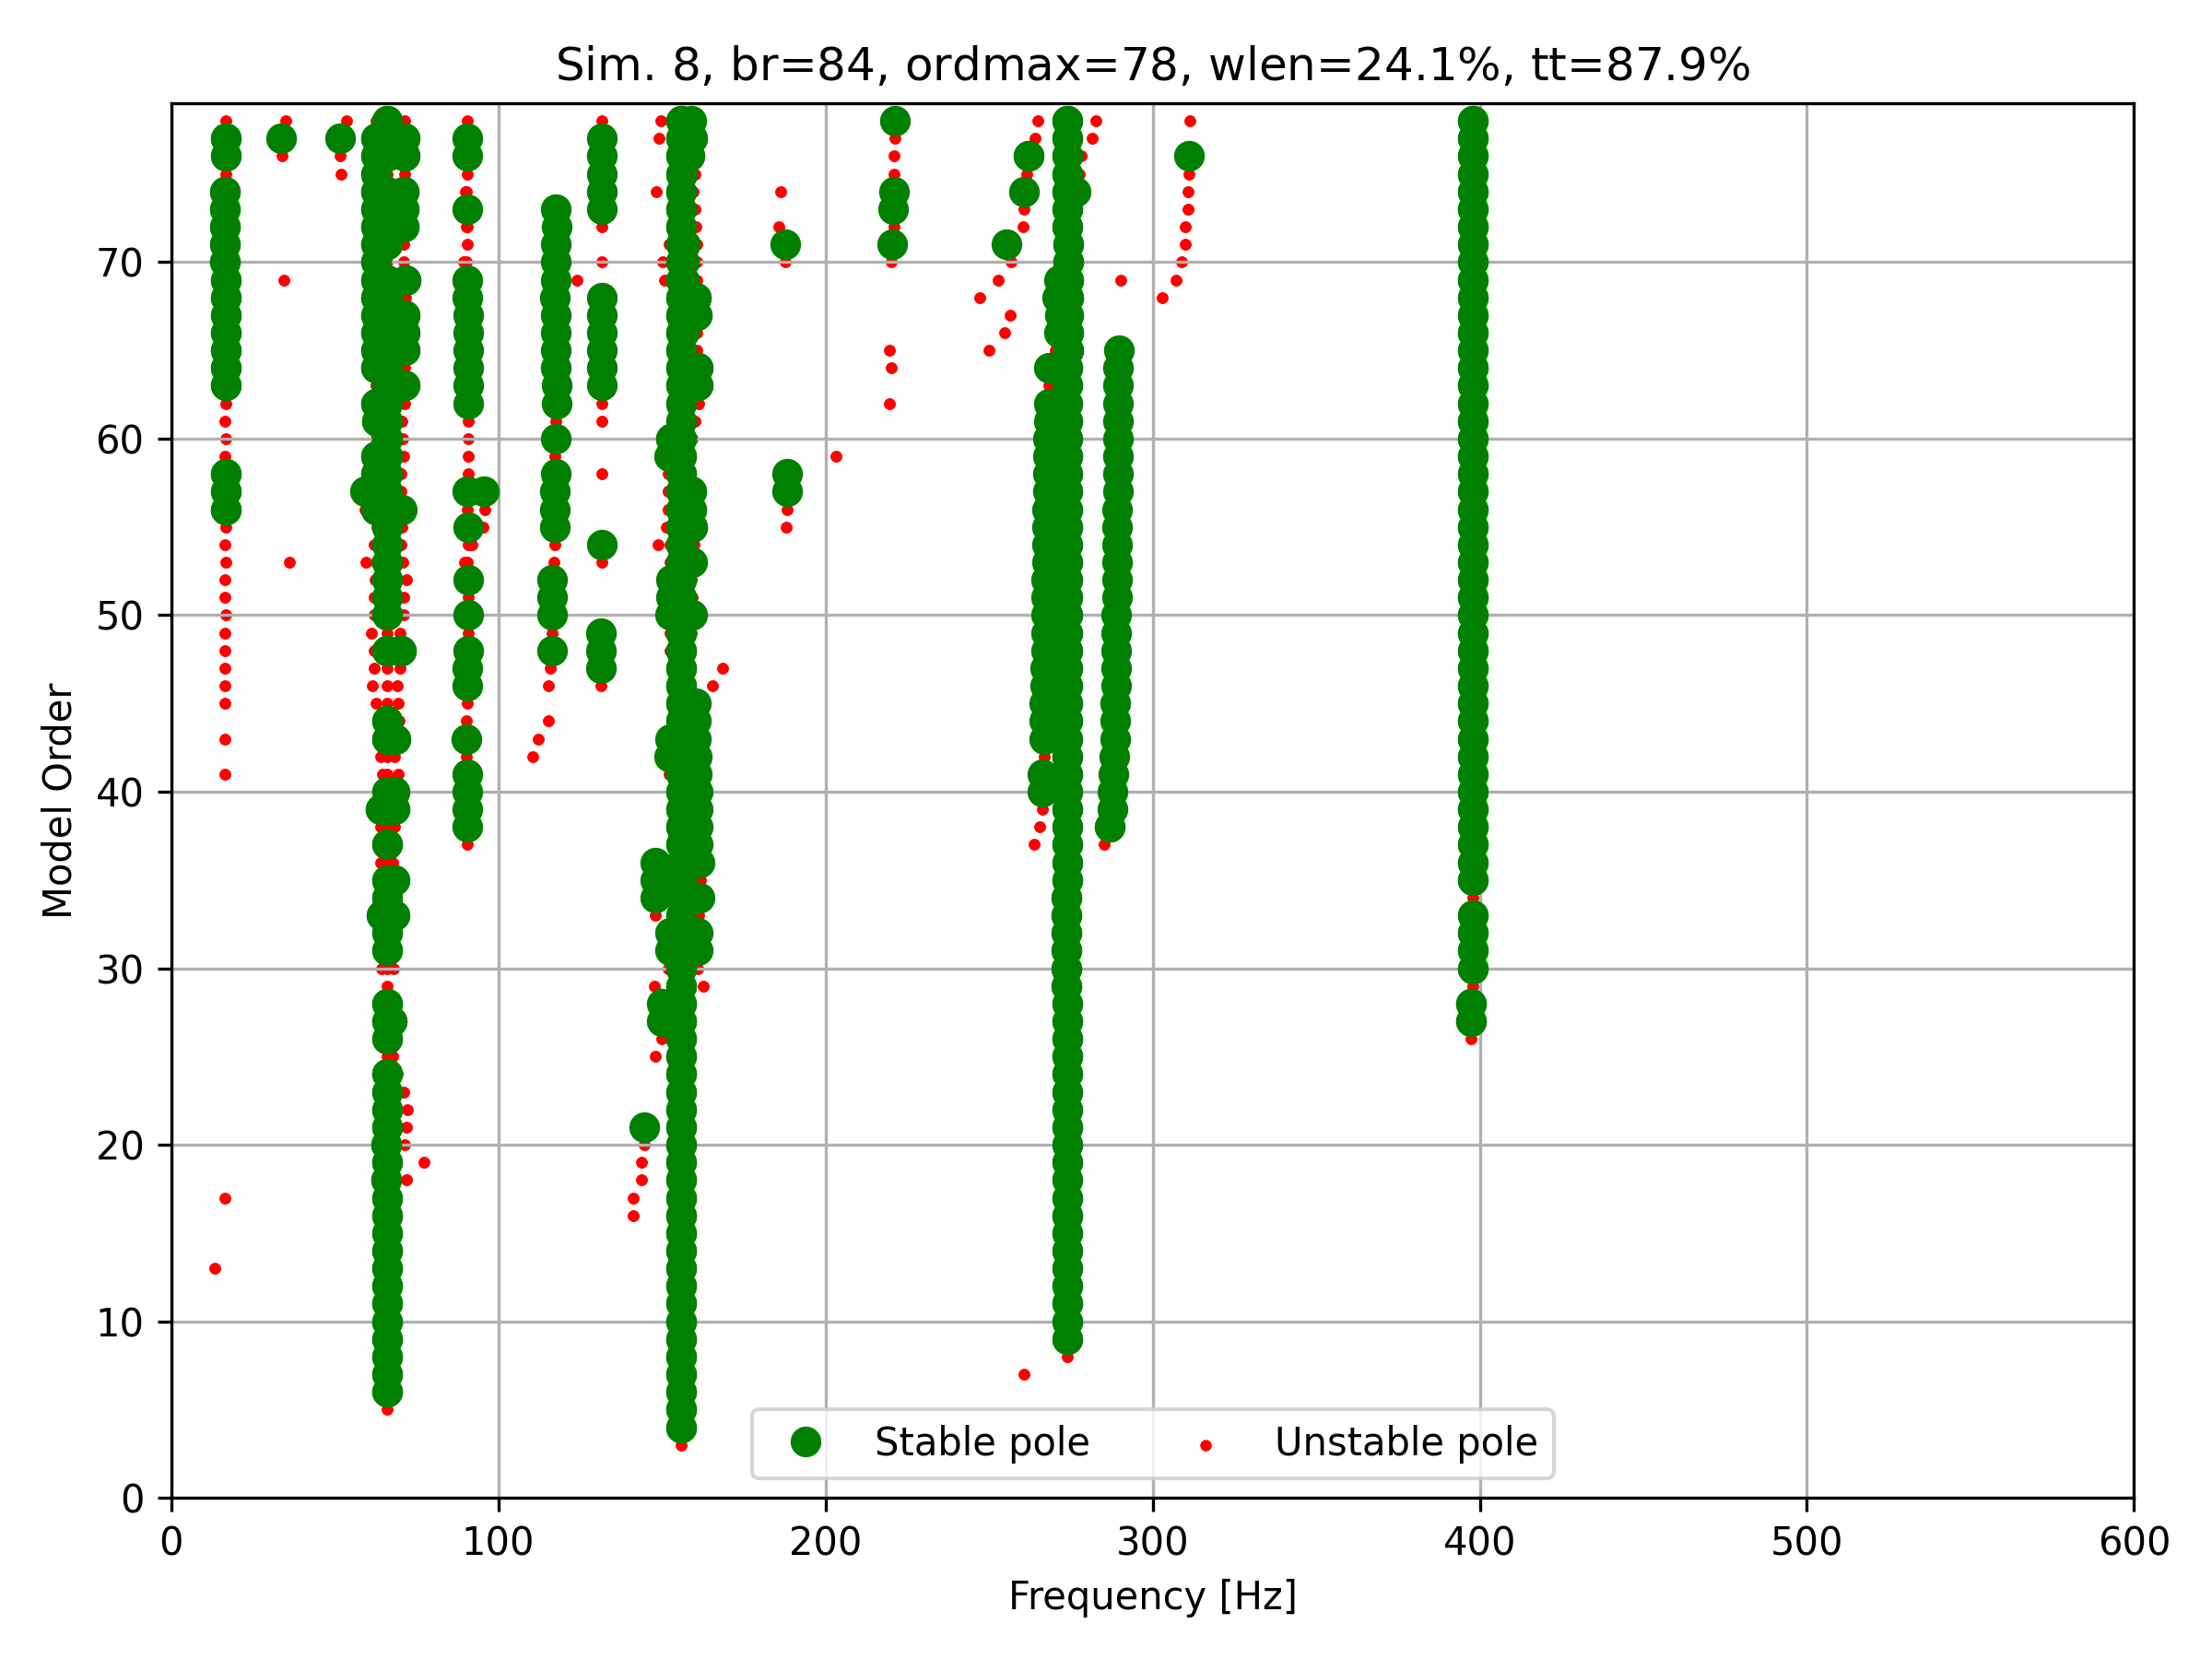 Sim. 8, br=84, ordmax=78, wlen=24.1%, tt=87.9%
70
60
50
40
30
20
10
0
Model Order
Stable pole Unstable pole
0 100 200 300 400 500 600
Frequency [Hz]